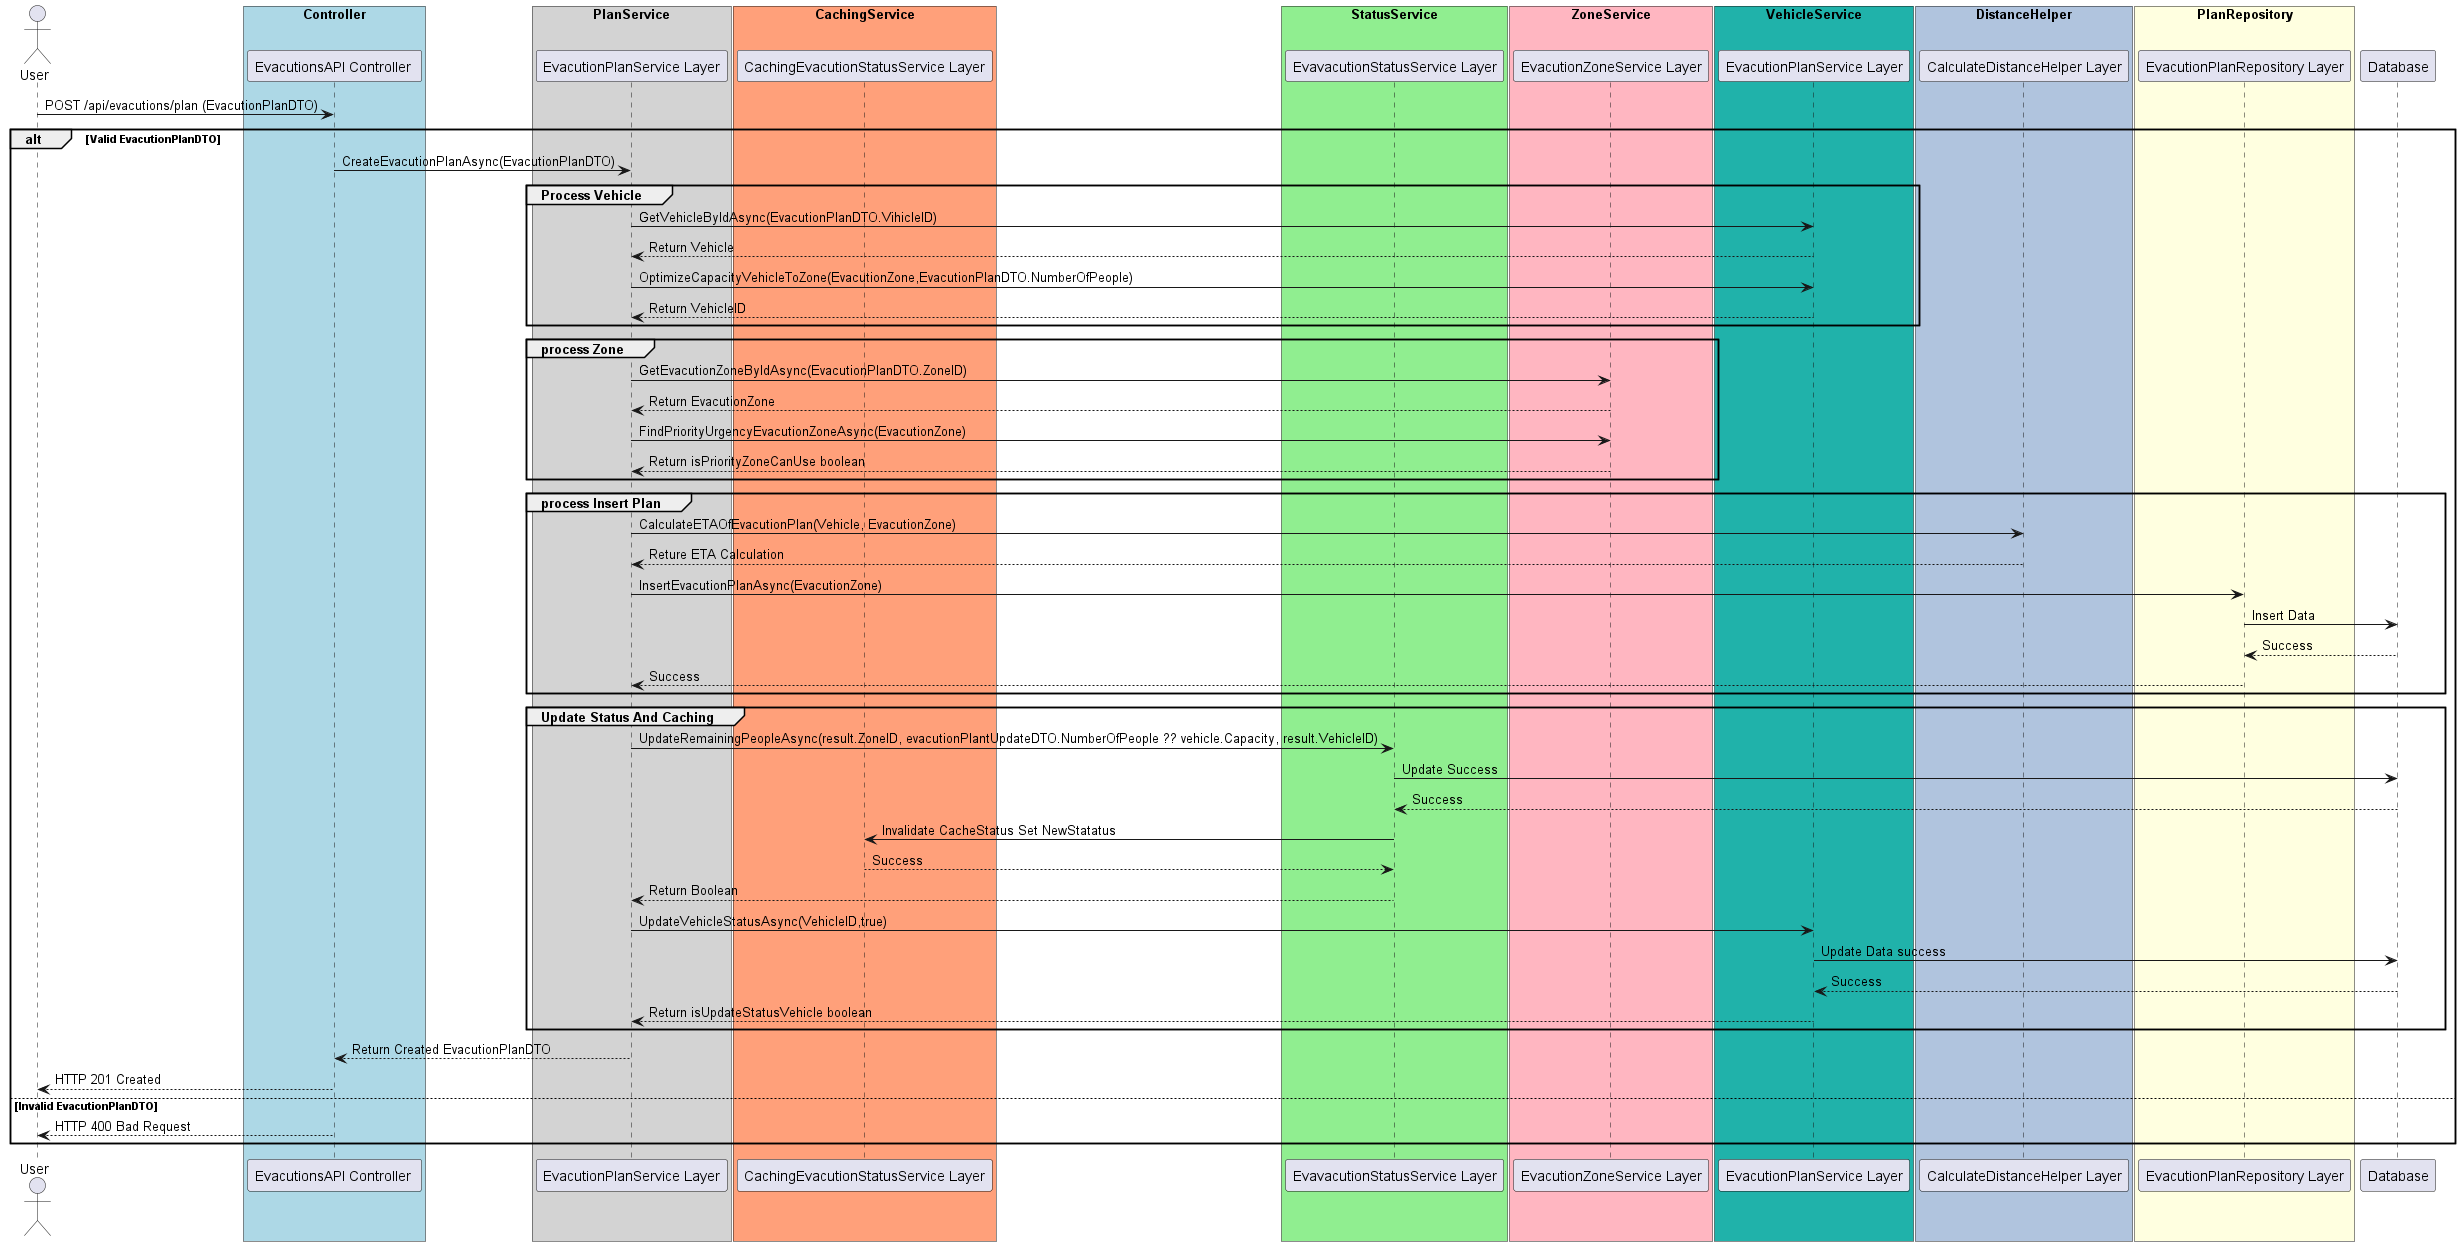 Controller
PlanService
CachingService
StatusService
ZoneService
VehicleService
DistanceHelper
PlanRepository
User
EvacutionsAPI Controller
EvacutionPlanService Layer
CachingEvacutionStatusService Layer
EvavacutionStatusService Layer
EvacutionZoneService Layer
EvacutionPlanService Layer
CalculateDistanceHelper Layer
EvacutionPlanRepository Layer
Database
POST /api/evacutions/plan (EvacutionPlanDTO)
alt
[Valid EvacutionPlanDTO]
CreateEvacutionPlanAsync(EvacutionPlanDTO)
Process Vehicle
GetVehicleByIdAsync(EvacutionPlanDTO.VihicleID)
Return Vehicle
OptimizeCapacityVehicleToZone(EvacutionZone,EvacutionPlanDTO.NumberOfPeople)
Return VehicleID
process Zone
GetEvacutionZoneByIdAsync(EvacutionPlanDTO.ZoneID)
Return EvacutionZone
FindPriorityUrgencyEvacutionZoneAsync(EvacutionZone)
Return isPriorityZoneCanUse boolean
process Insert Plan
CalculateETAOfEvacutionPlan(Vehicle, EvacutionZone)
Reture ETA Calculation
InsertEvacutionPlanAsync(EvacutionZone)
Insert Data
Success
Success
Update Status And Caching
UpdateRemainingPeopleAsync(result.ZoneID, evacutionPlantUpdateDTO.NumberOfPeople ?? vehicle.Capacity, result.VehicleID)
Update Success
Success
Invalidate CacheStatus Set NewStatatus
Success
Return Boolean
UpdateVehicleStatusAsync(VehicleID,true)
Update Data success
Success
Return isUpdateStatusVehicle boolean
Return Created EvacutionPlanDTO
HTTP 201 Created
[Invalid EvacutionPlanDTO]
HTTP 400 Bad Request
User
EvacutionsAPI Controller
EvacutionPlanService Layer
CachingEvacutionStatusService Layer
EvavacutionStatusService Layer
EvacutionZoneService Layer
EvacutionPlanService Layer
CalculateDistanceHelper Layer
EvacutionPlanRepository Layer
Database